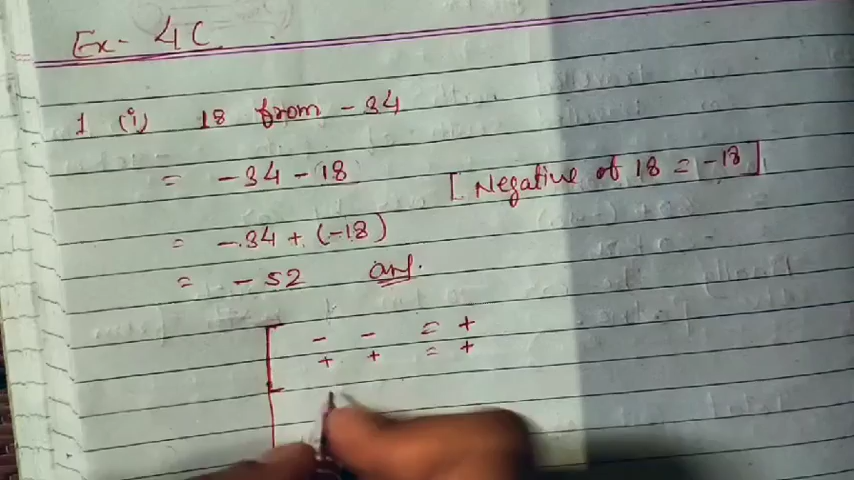 Ex- 4C
1 (i) 18 from - 34
= - 34 - 18
[Negative of 18 = -18]
= - 34 + (-18)
= - 52 ans.
- - = +
+ + = +